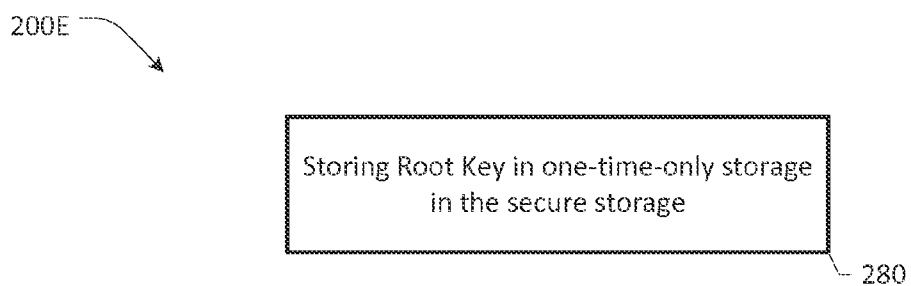 200E
Storing Root Key in one-time-only storage
in the secure storage
280